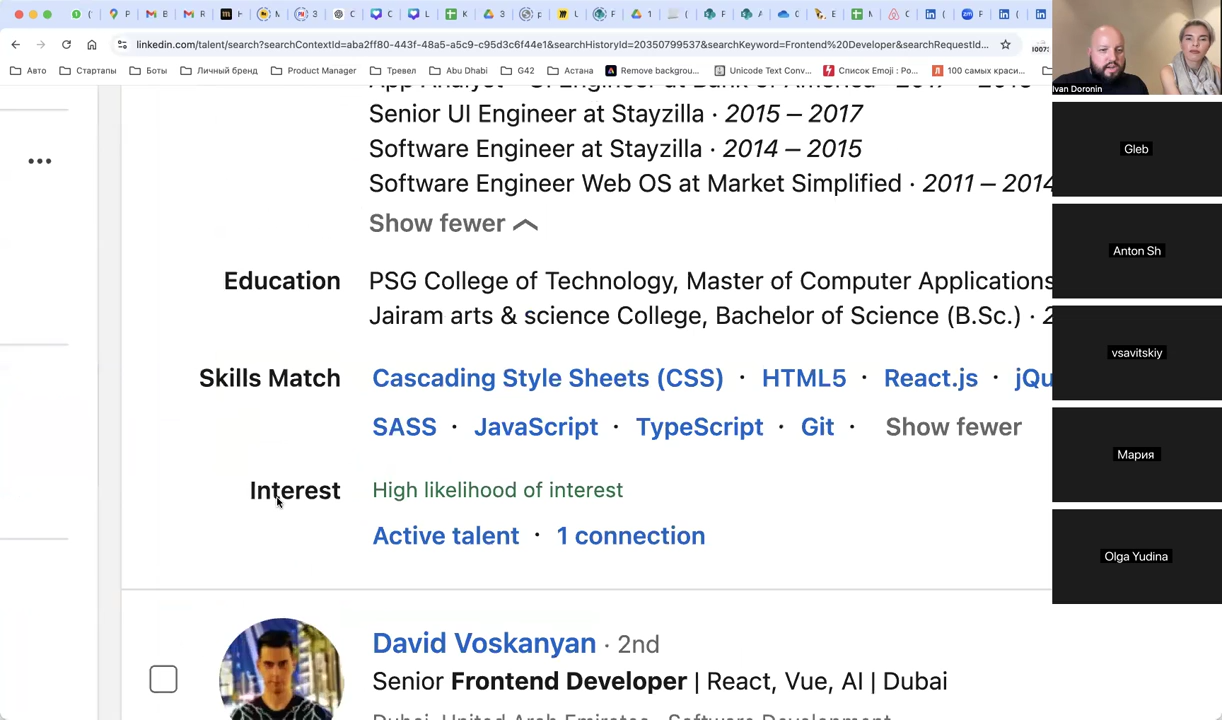 linkedin.com/talent/search?searchContextId=aba2ff80-443f-48a5-a5c9-c95d3c6f44e1&searchHistoryId=20350799537&searchKeyword=Frontend%20Developer&searchRequestId...
Авто
Стартапы
Боты
Личный бренд
Product Manager
Тревел
Abu Dhabi
G42
Астана
Remove backgrou...
Unicode Text Conv...
Список Emoji : Po...
100 самых краси...
Senior UI Engineer at Stayzilla · 2015 – 2017
Software Engineer at Stayzilla · 2014 – 2015
Software Engineer Web OS at Market Simplified · 2011 – 2014
Show fewer
Education
PSG College of Technology, Master of Computer Applications
Jairam arts & science College, Bachelor of Science (B.Sc.) · 2
Skills Match
Cascading Style Sheets (CSS) · HTML5 · React.js · jQu
SASS · JavaScript · TypeScript · Git · Show fewer
Interest
High likelihood of interest
Active talent · 1 connection
David Voskanyan · 2nd
Senior Frontend Developer | React, Vue, AI | Dubai
Ivan Doronin
Gleb
Anton Sh
vsavitskiy
Мария
Olga Yudina